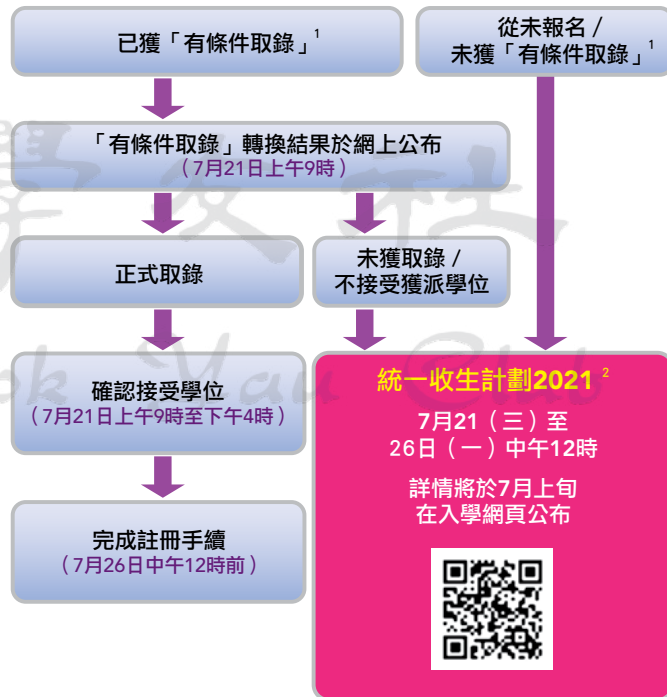 已獲「有條件取錄」¹
從未報名 /
未獲「有條件取錄」¹
「有條件取錄」轉換結果於網上公布
（7月21日上午9時）
正式取錄
未獲取錄 /
不接受獲派學位
確認接受學位
（7月21日上午9時至下午4時）
統一收生計劃2021 ²
7月21（三）至
26日（一）中午12時
詳情將於7月上旬
在入學網頁公布
完成註冊手續
（7月26日中午12時前）
學友社
ok Yau Club